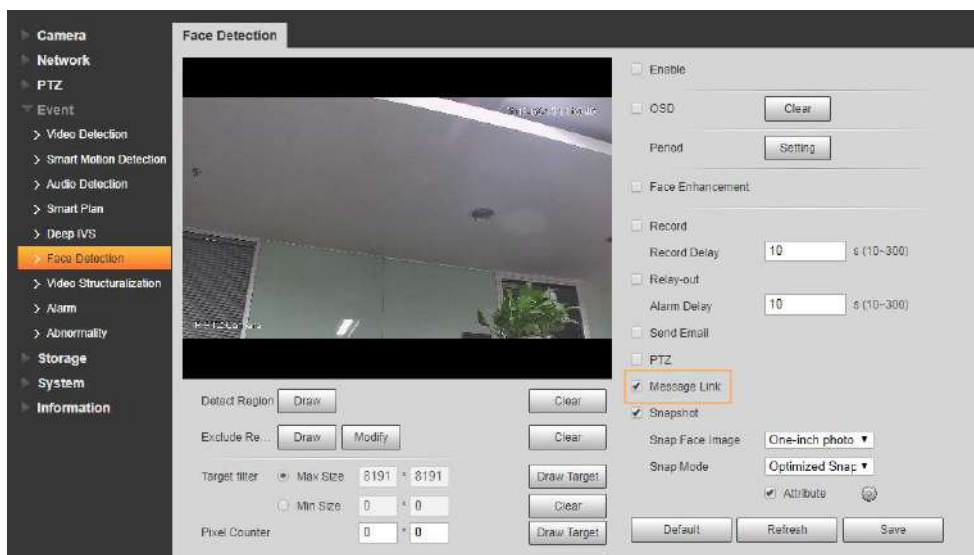 Camera
Network
PTZ
Event
> Video Detection
> Smart Motion Detection
> Audio Detection
> Smart Plan
> Deep IVS
> Face Detection
> Video Structuralization
> Alarm
> Abnormality
Storage
System
Information
Face Detection
Detect Region Draw Clear
Exclude Re... Draw Modify Clear
Target filter Max Size 8191 * 8191 Draw Target
Min Size 0 * 0 Clear
Pixel Counter 0 * 0 Draw Target
Enable
OSD Clear
Period Setting
Face Enhancement
Record
Record Delay 10 s (10~300)
Relay-out
Alarm Delay 10 s (10~300)
Send Email
PTZ
Message Link
Snapshot
Snap Face Image One-inch photo
Snap Mode Optimized Snap
Attribute
Default Refresh Save